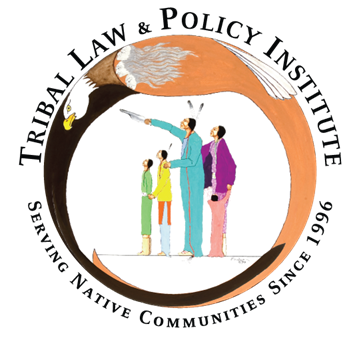 TRIBAL LAW & POLICY INSTITUTE
SERVING NATIVE COMMUNITIES SINCE 1996